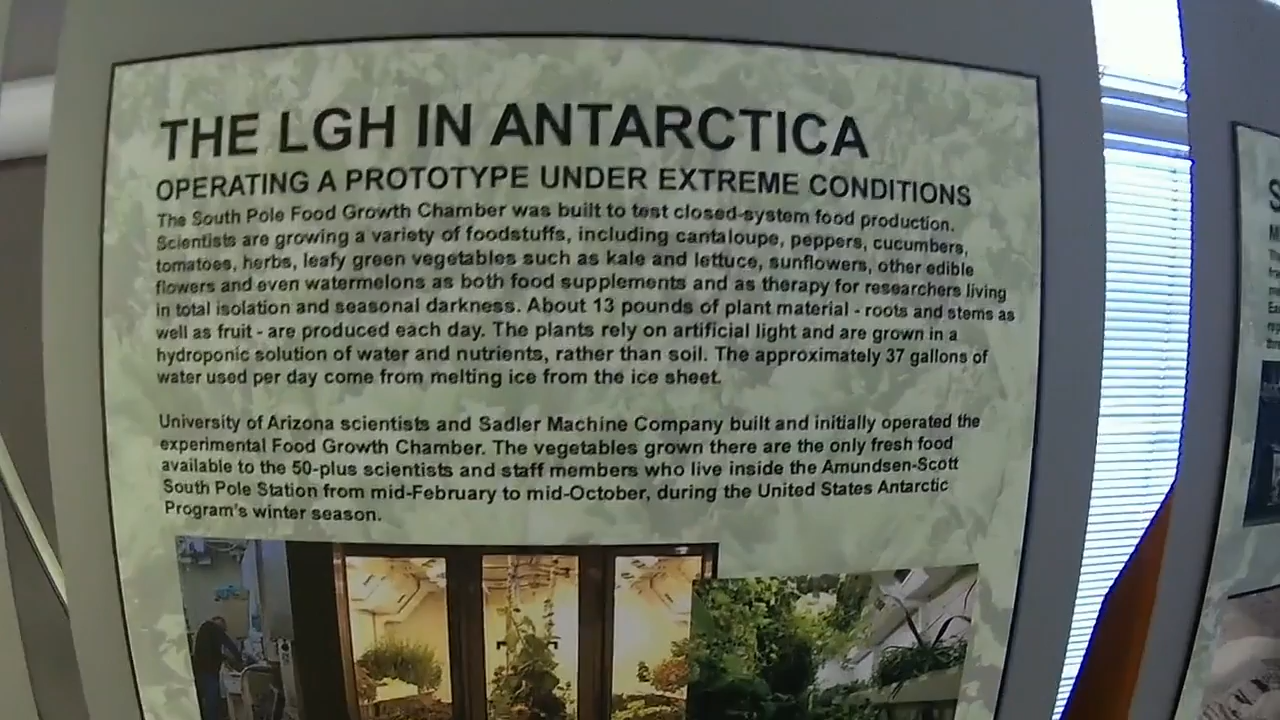 THE LGH IN ANTARCTICA
OPERATING A PROTOTYPE UNDER EXTREME CONDITIONS
The South Pole Food Growth Chamber was built to test closed-system food production.
Scientists are growing a variety of foodstuffs, including cantaloupe, peppers, cucumbers,
tomatoes, herbs, leafy green vegetables such as kale and lettuce, sunflowers, other edible
flowers and even watermelons as both food supplements and as therapy for researchers living
in total isolation and seasonal darkness. About 13 pounds of plant material - roots and stems as
well as fruit - are produced each day. The plants rely on artificial light and are grown in a
hydroponic solution of water and nutrients, rather than soil. The approximately 37 gallons of
water used per day come from melting ice from the ice sheet.
University of Arizona scientists and Sadler Machine Company built and initially operated the
experimental Food Growth Chamber. The vegetables grown there are the only fresh food
available to the 50-plus scientists and staff members who live inside the Amundsen-Scott
South Pole Station from mid-February to mid-October, during the United States Antarctic
Program's winter season.